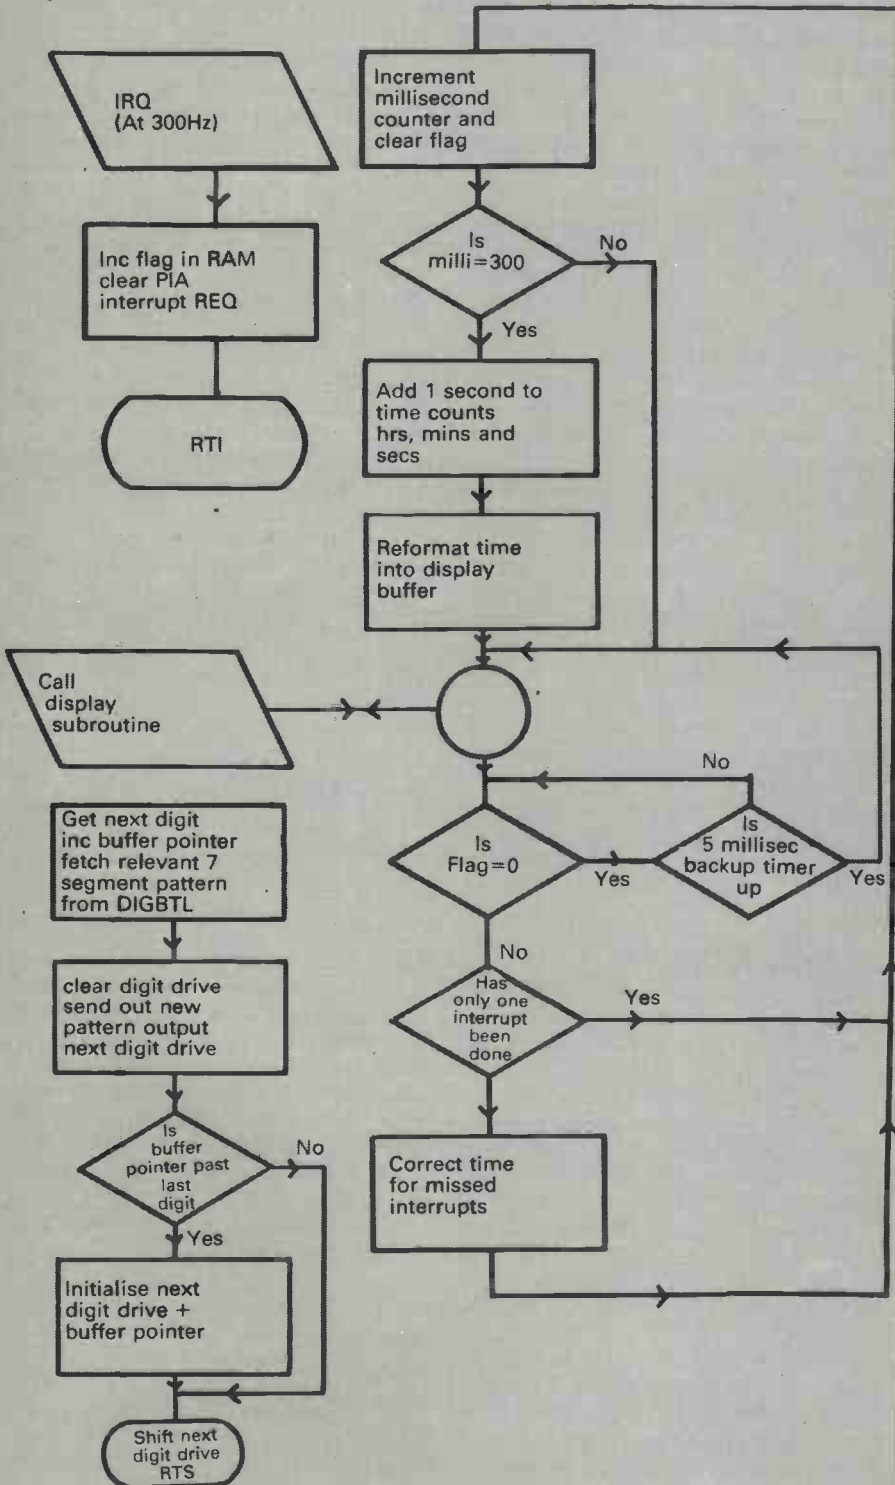 IRQ
(At 300Hz)
Inc flag in RAM
clear PIA
interrupt REQ
RTI
Increment
millisecond
counter and
clear flag
Is
milli=300
No
Yes
Add 1 second to
time counts
hrs, mins and
secs
Reformat time
into display
buffer
Call
display
subroutine
No
Is
Flag=0
Yes
Is
5 millisec
backup timer
up
Yes
No
Has
only one
interrupt
been
done
Yes
Correct time
for missed
interrupts
Get next digit
inc buffer pointer
fetch relevant 7
segment pattern
from DIGBTL
clear digit drive
send out new
pattern output
next digit drive
Is
buffer
pointer past
last
digit
No
Yes
Initialise next
digit drive +
buffer pointer
Shift next
digit drive
RTS